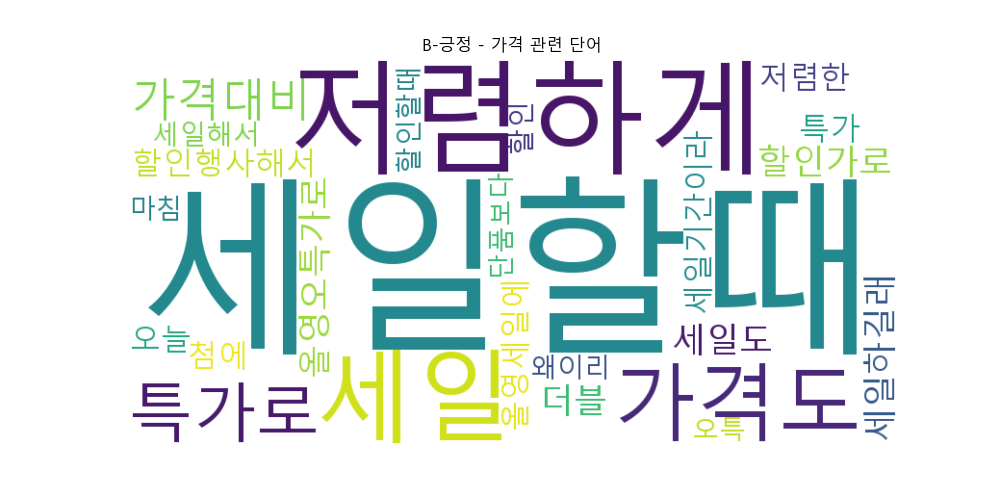 B-긍정 - 가격 관련 단어
저렴하게
가격대비
할인할때
할인
저렴한
세일해서
특가
할인행사해서
할인가로
마침
세일할때
올영오특가로
단품보다
세일기간이라
오늘
첨에
세일
올영세일에
왜이리
세일도
세일하길래
특가로
더블
가격도
오특